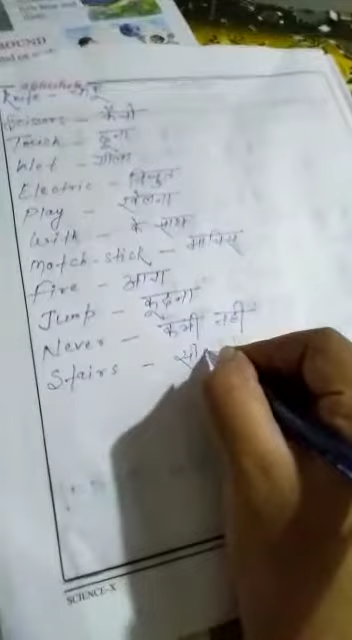 OUND
Knife - चाकू
Scissors - कैंची
Touch - छूना
Wet - गीला
Electric - विद्युत
Play - खेलना
With - के साथ
Match-stick - माचिस
Fire - आग
Jump - कूदना
Never - कभी नहीं
Stairs - सी
SCIENCE-X